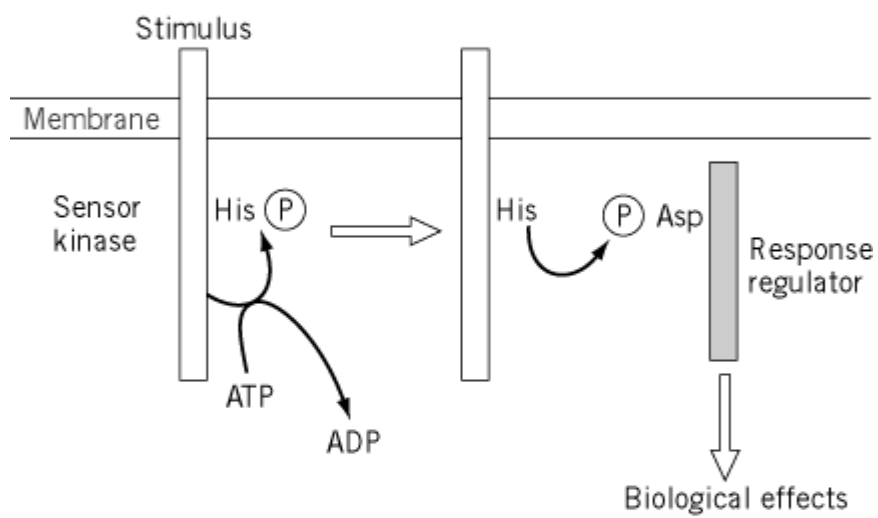 Stimulus
Membrane
Sensor
kinase
His P
His
P Asp
Response
regulator
ATP
ADP
Biological effects